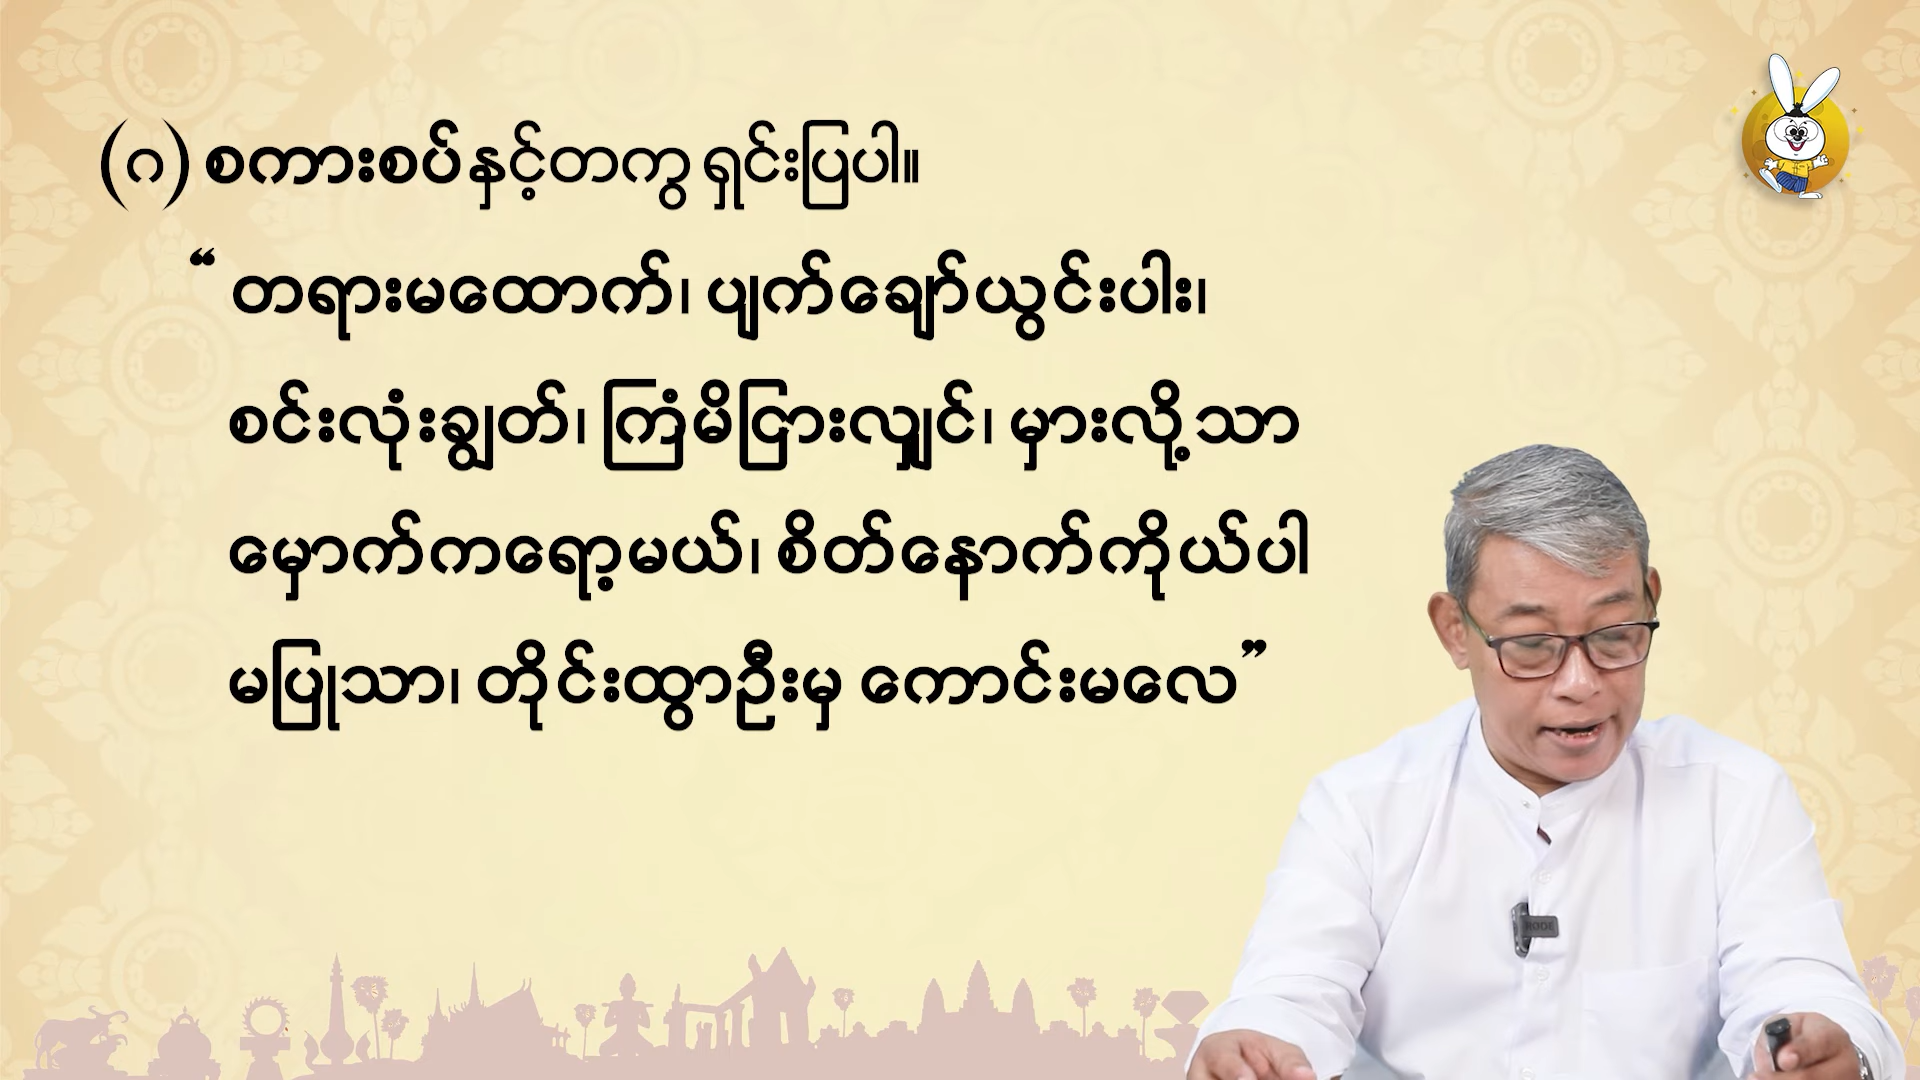 (ဂ) စကားစပ်နှင့်တကွ ရှင်းပြပါ။
“ တရားမထောက်၊ ပျက်ချော်ယွင်းပါး၊
စင်းလုံးချွတ်၊ ကြံမိငြားလျှင်၊ မှားလို့သာ
မှောက်ကရော့မယ်၊ စိတ်နောက်ကိုယ်ပါ
မပြုသာ၊ တိုင်းထွာဦးမှ ကောင်းမလေ”
RODE